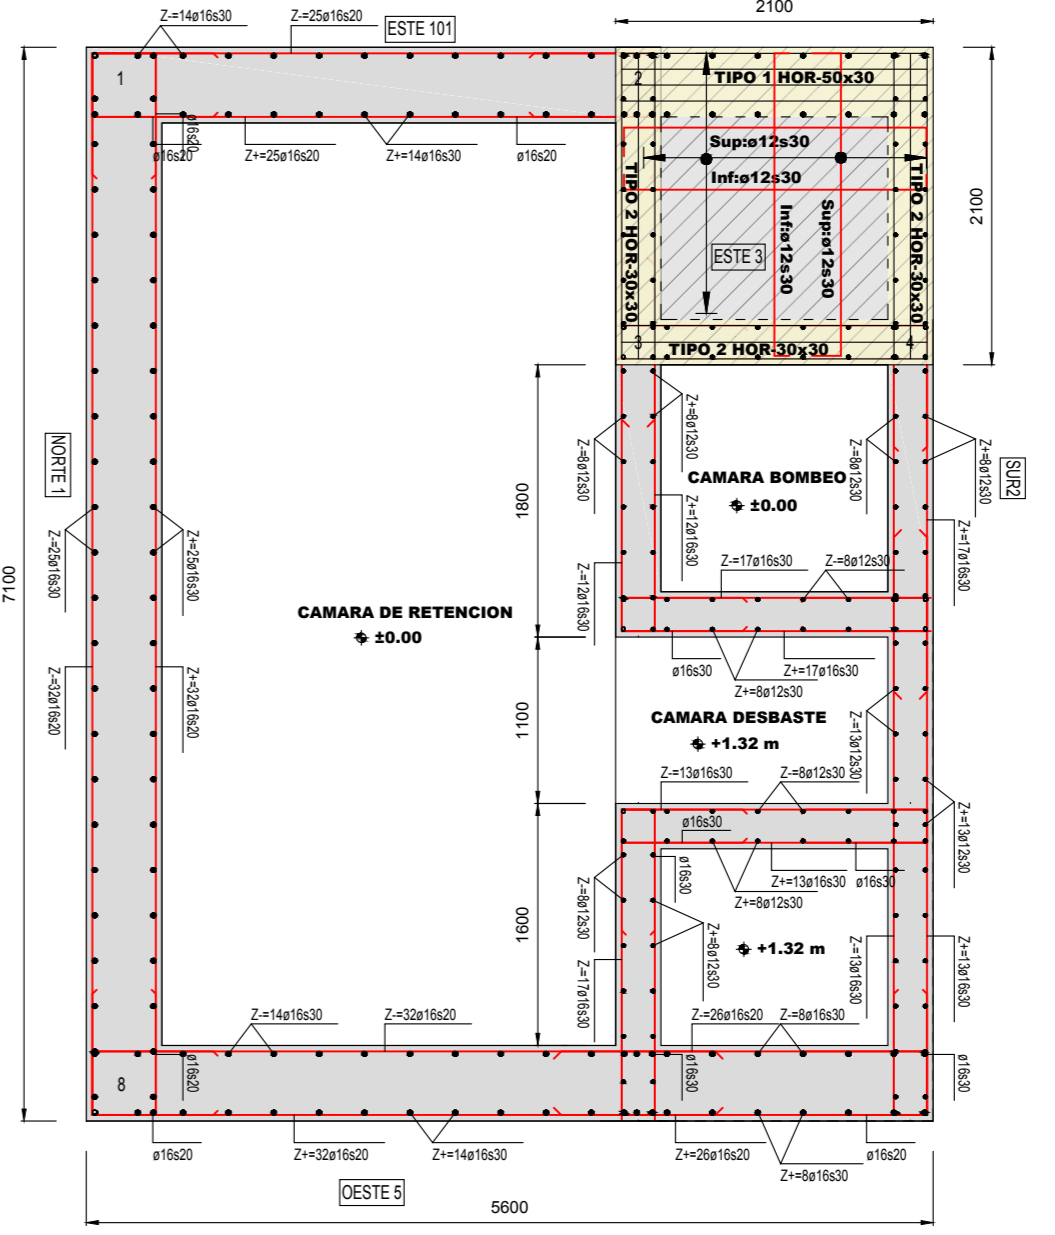 2100
Z-=14ø16s30
Z-=25ø16s20
ESTE 101
1
2
TIPO 1 HOR-50x30
ø16s20
ø16s20
Z+=25ø16s20
Z+=14ø16s30
ø16s20
Sup:ø12s30
Inf:ø12s30
TIPO 2 HOR-30x30
TIPO 2 HOR-30x30
2100
ESTE 3
Inf:ø12s30
Sup:ø12s30
3
TIPO 2 HOR-30x30
4
7100
NORTE 1
Z-=25ø16s30
Z+=25ø16s30
1800
Z-=8ø12s30
Z+=8ø12s30
CAMARA BOMBEO
±0.00
Z-=8ø12s30
Z+=8ø12s30
SUR2
Z+=12ø16s30
Z+=17ø16s30
Z-=17ø16s30
Z-=8ø12s30
Z-=12ø16s30
CAMARA DE RETENCION
±0.00
Z-=32ø16s20
Z+=32ø16s20
ø16s30
Z+=17ø16s30
Z+=8ø12s30
1100
CAMARA DESBASTE
+1.32 m
Z-=13ø12s30
Z-=13ø16s30
Z-=8ø12s30
ø16s30
Z+=13ø12s30
ø16s30
Z+=13ø16s30
ø16s30
Z+=8ø12s30
1600
Z-=8ø12s30
Z+=8ø12s30
+1.32 m
Z-=17ø16s30
Z-=13ø16s30
Z+=13ø16s30
Z-=14ø16s30
Z-=32ø16s20
Z-=26ø16s20
Z-=8ø16s30
8
ø16s20
ø16s30
ø16s30
ø16s20
Z+=32ø16s20
Z+=14ø16s30
Z+=26ø16s20
ø16s20
Z+=8ø16s30
OESTE 5
5600